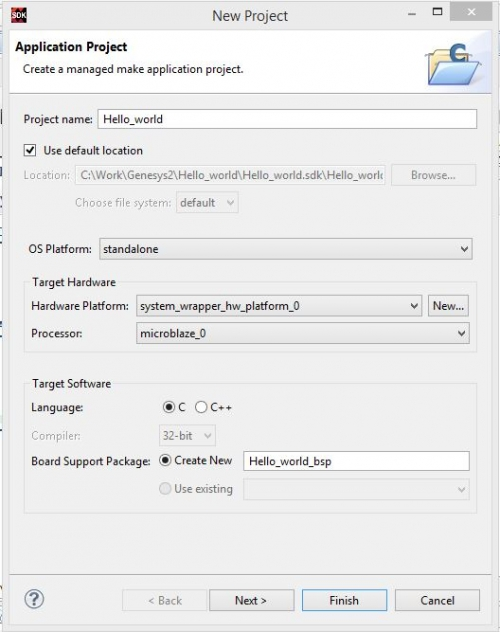 SDK New Project
Application Project
Create a managed make application project.
C
Project name: Hello_world
Use default location
Location: C:\Work\Genesys2\Hello_world\Hello_world.sdk\Hello_world Browse...
Choose file system: default
OS Platform: standalone
Target Hardware
Hardware Platform: system_wrapper_hw_platform_0 New...
Processor: microblaze_0
Target Software
Language: C C++
Compiler: 32-bit
Board Support Package: Create New Hello_world_bsp
Use existing
? < Back Next > Finish Cancel